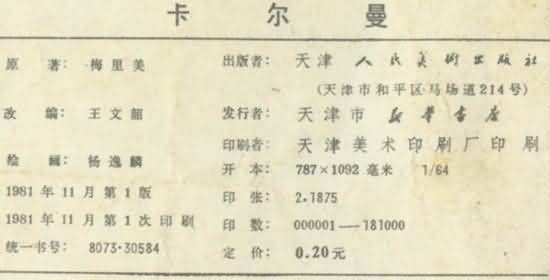 卡 尔 曼
原 著：梅里美
改 编：王文韶
绘 画：杨逸麟
1981 年 11 月 第 1 版
1981 年 11 月 第 1 次 印 刷
统一书号：8073·30584
出版者：天津 人民美術出版社
(天津市和平区马场道214号)
发行者：天津市 新华书店
印刷者：天津美术印刷厂印刷
开 本：787×1092 毫米 1/64
印 张：2.1875
印 数：000001—181000
定 价：0.20元